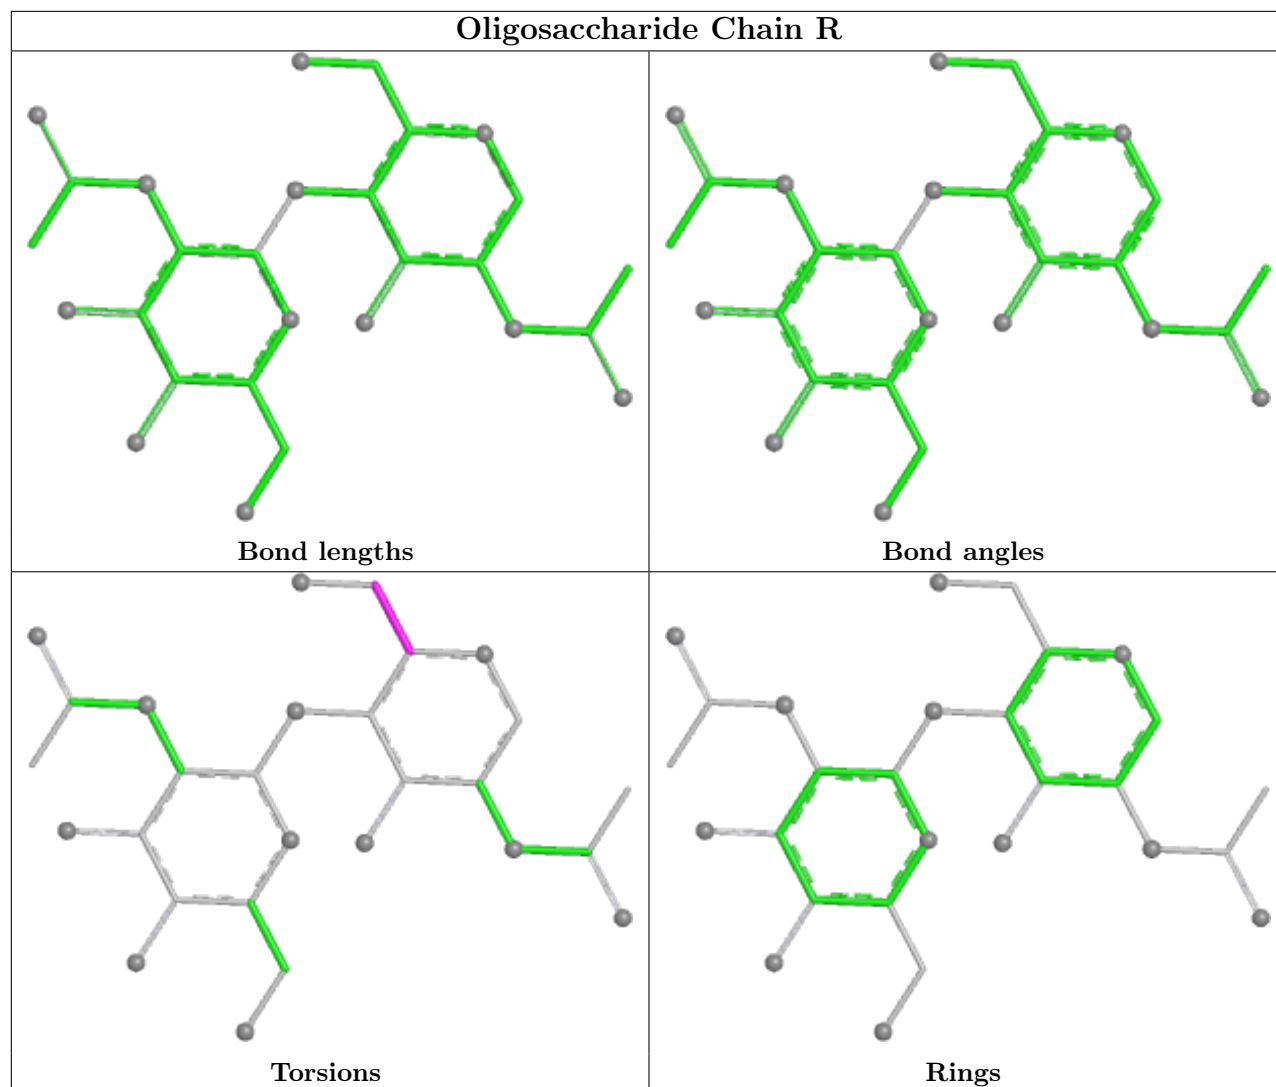 Oligosaccharide Chain R
Bond lengths
Bond angles
Torsions
Rings